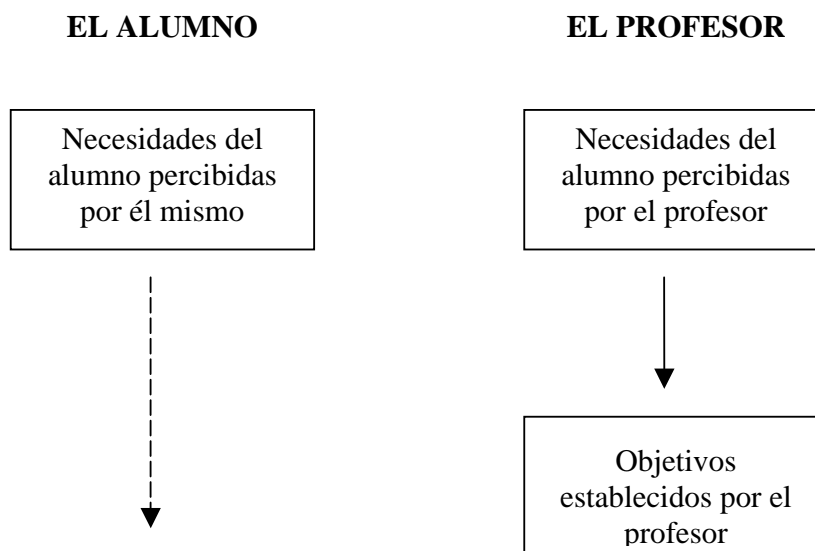 EL ALUMNO
EL PROFESOR
Necesidades del
alumno percibidas
por él mismo
Necesidades del
alumno percibidas
por el profesor
Objetivos
establecidos por el
profesor